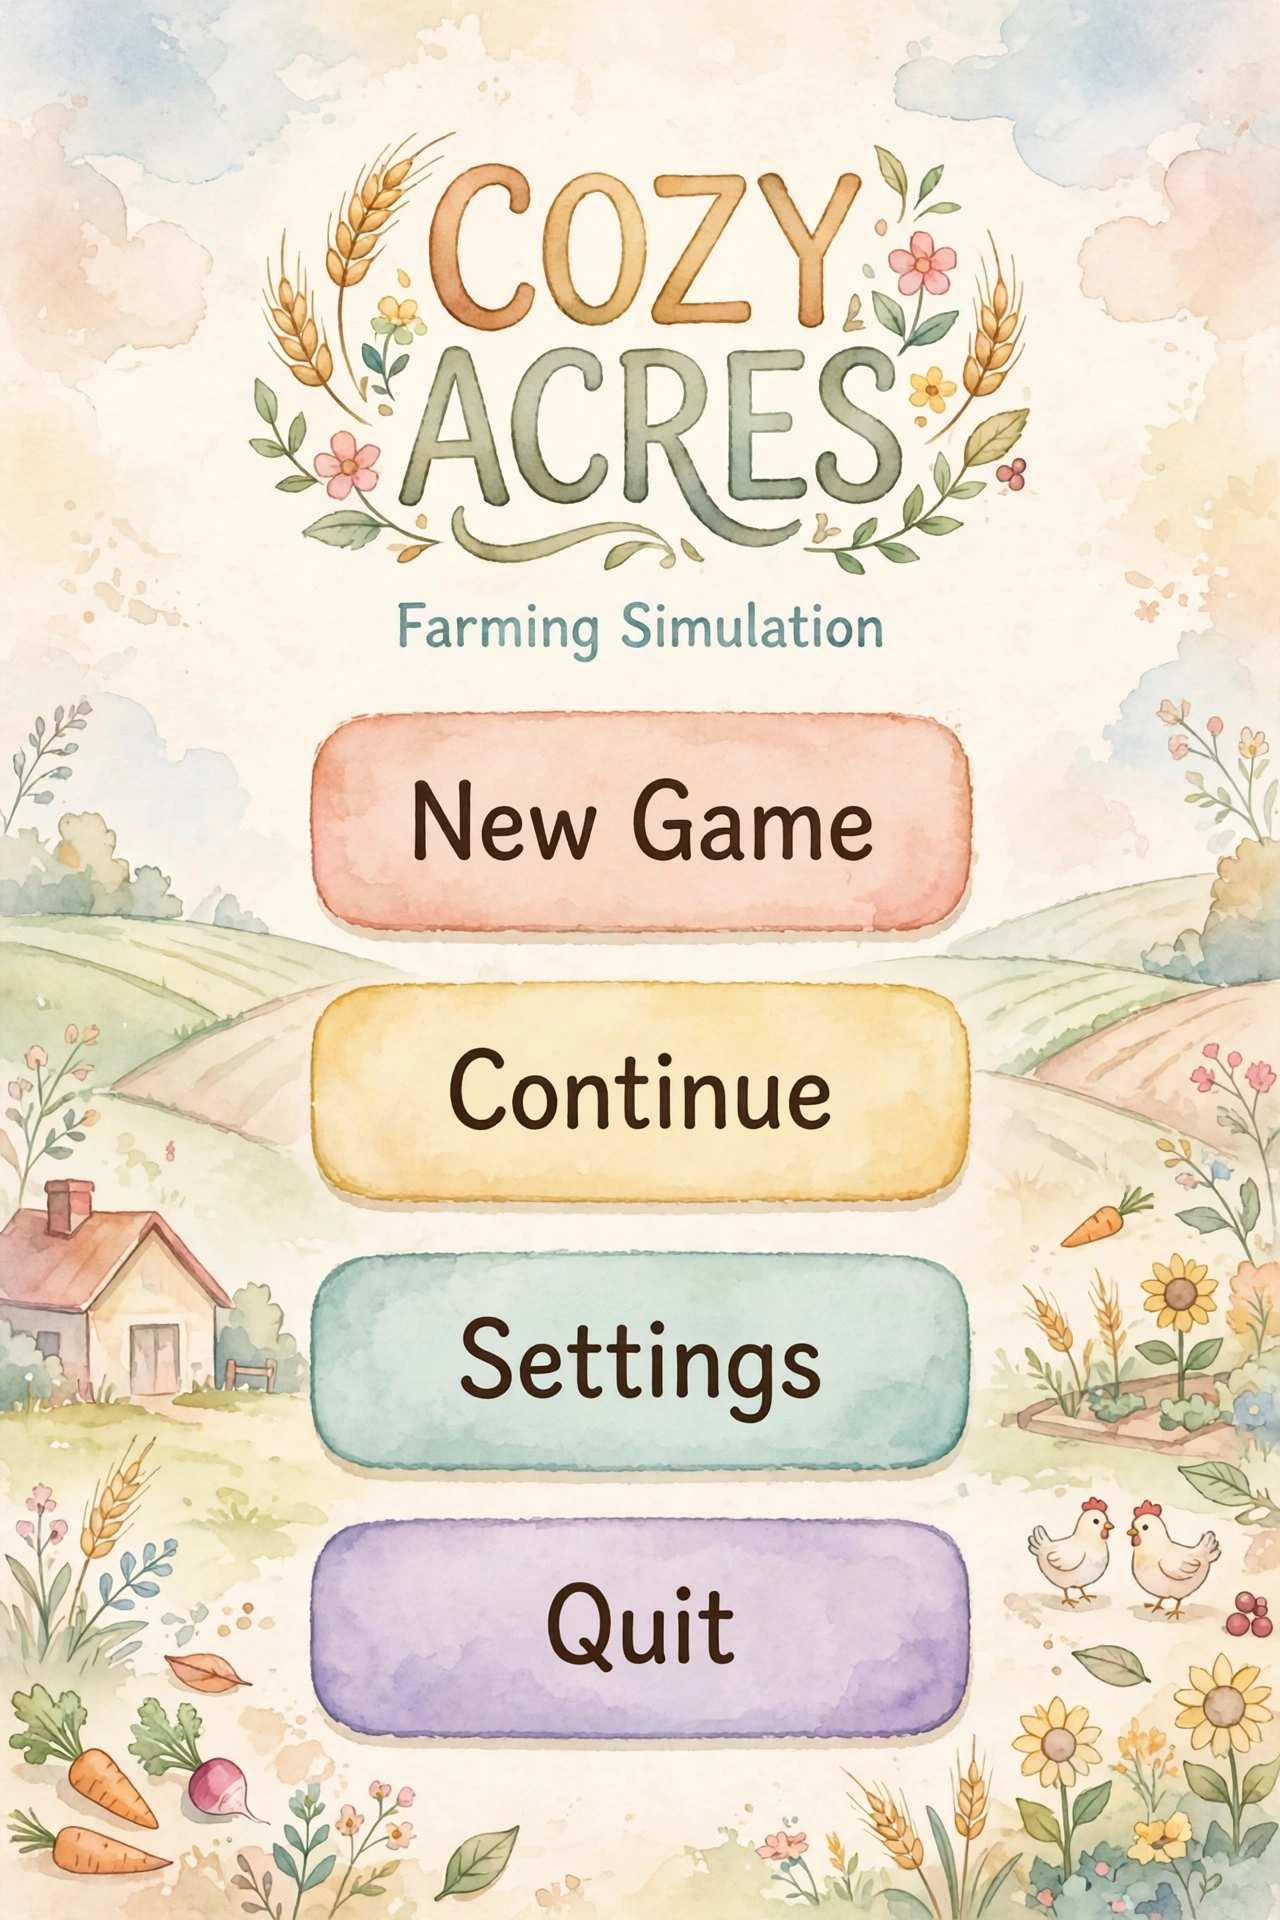 COZY
ACRES
Farming Simulation
New Game
Continue
Settings
Quit